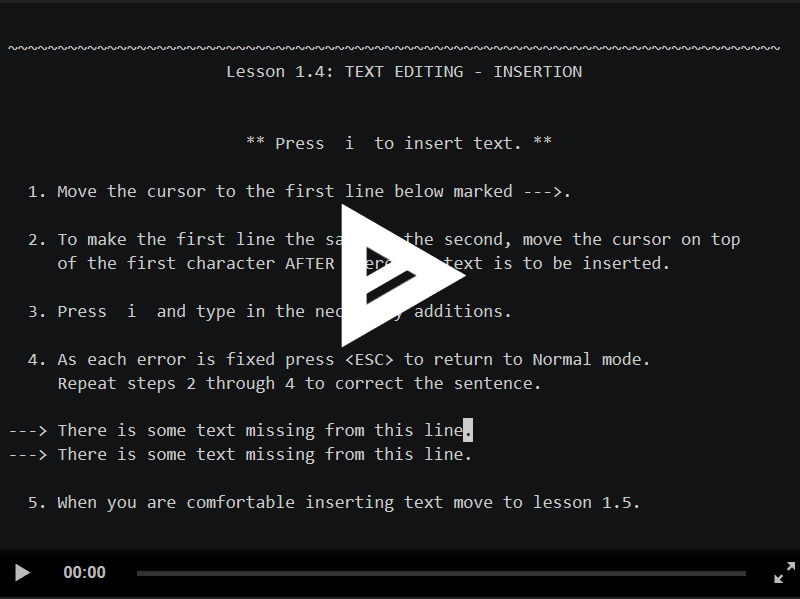 ~~~~~~~~~~~~~~~~~~~~~~~~~~~~~~~~~~~~~~~~~~~~~~~~~~~~~~~~~~~~~~~~~~~~~~~~~~~~~~
Lesson 1.4: TEXT EDITING - INSERTION
** Press  i  to insert text. **
1. Move the cursor to the first line below marked --->.
2. To make the first line the the second, move the cursor on top
of the first character AFTER text is to be inserted.
3. Press  i  and type in the additions.
4. As each error is fixed press <ESC> to return to Normal mode.
Repeat steps 2 through 4 to correct the sentence.
---> There is some text missing from this line.
---> There is some text missing from this line.
5. When you are comfortable inserting text move to lesson 1.5.
00:00